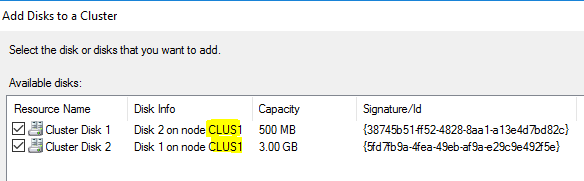 Add Disks to a Cluster
Select the disk or disks that you want to add.
Available disks:
Resource Name Disk Info Capacity Signature/Id
Cluster Disk 1 Disk 2 on node CLUS1 500 MB {38745b51-ff52-4828-8aa1-a13e4d7bd82c}
Cluster Disk 2 Disk 1 on node CLUS1 3.00 GB {5fd7fb9a-4fea-49eb-af9a-e29c9e492f5e}